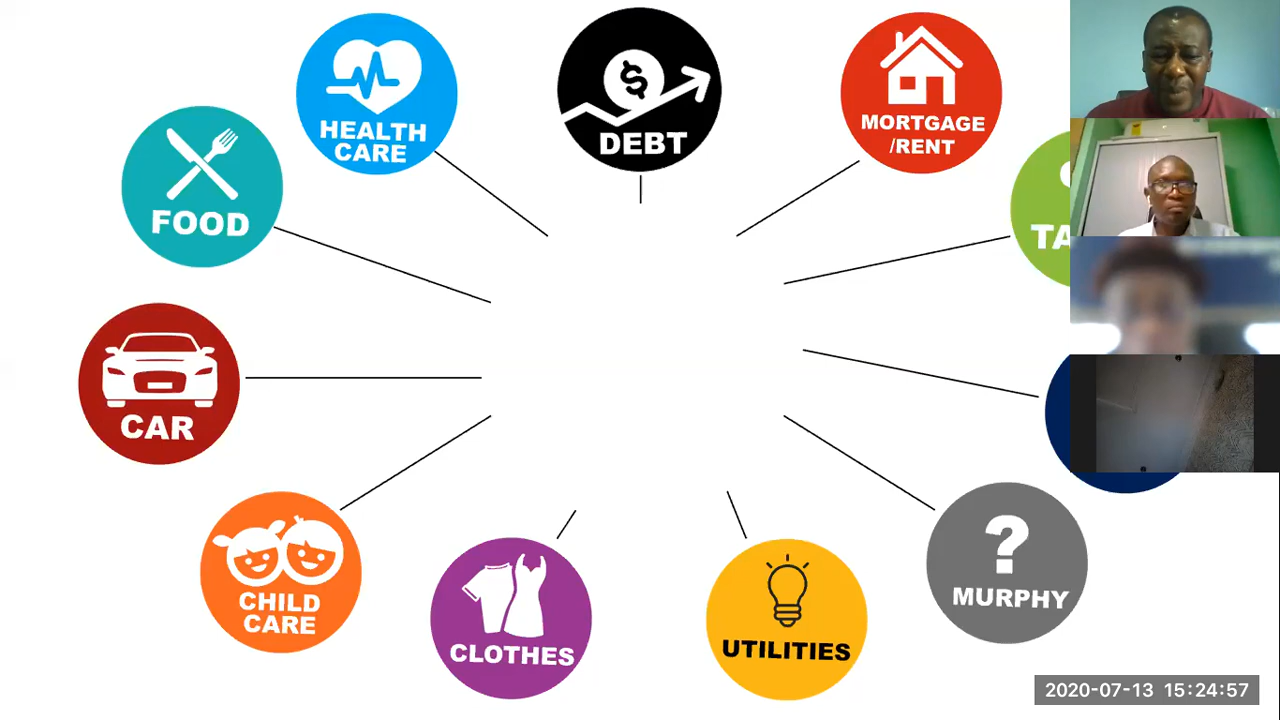 HEALTH
CARE
$
DEBT
MORTGAGE
/RENT
FOOD
CAR
CHILD
CARE
CLOTHES
UTILITIES
?
MURPHY
2020-07-13 15:24:57